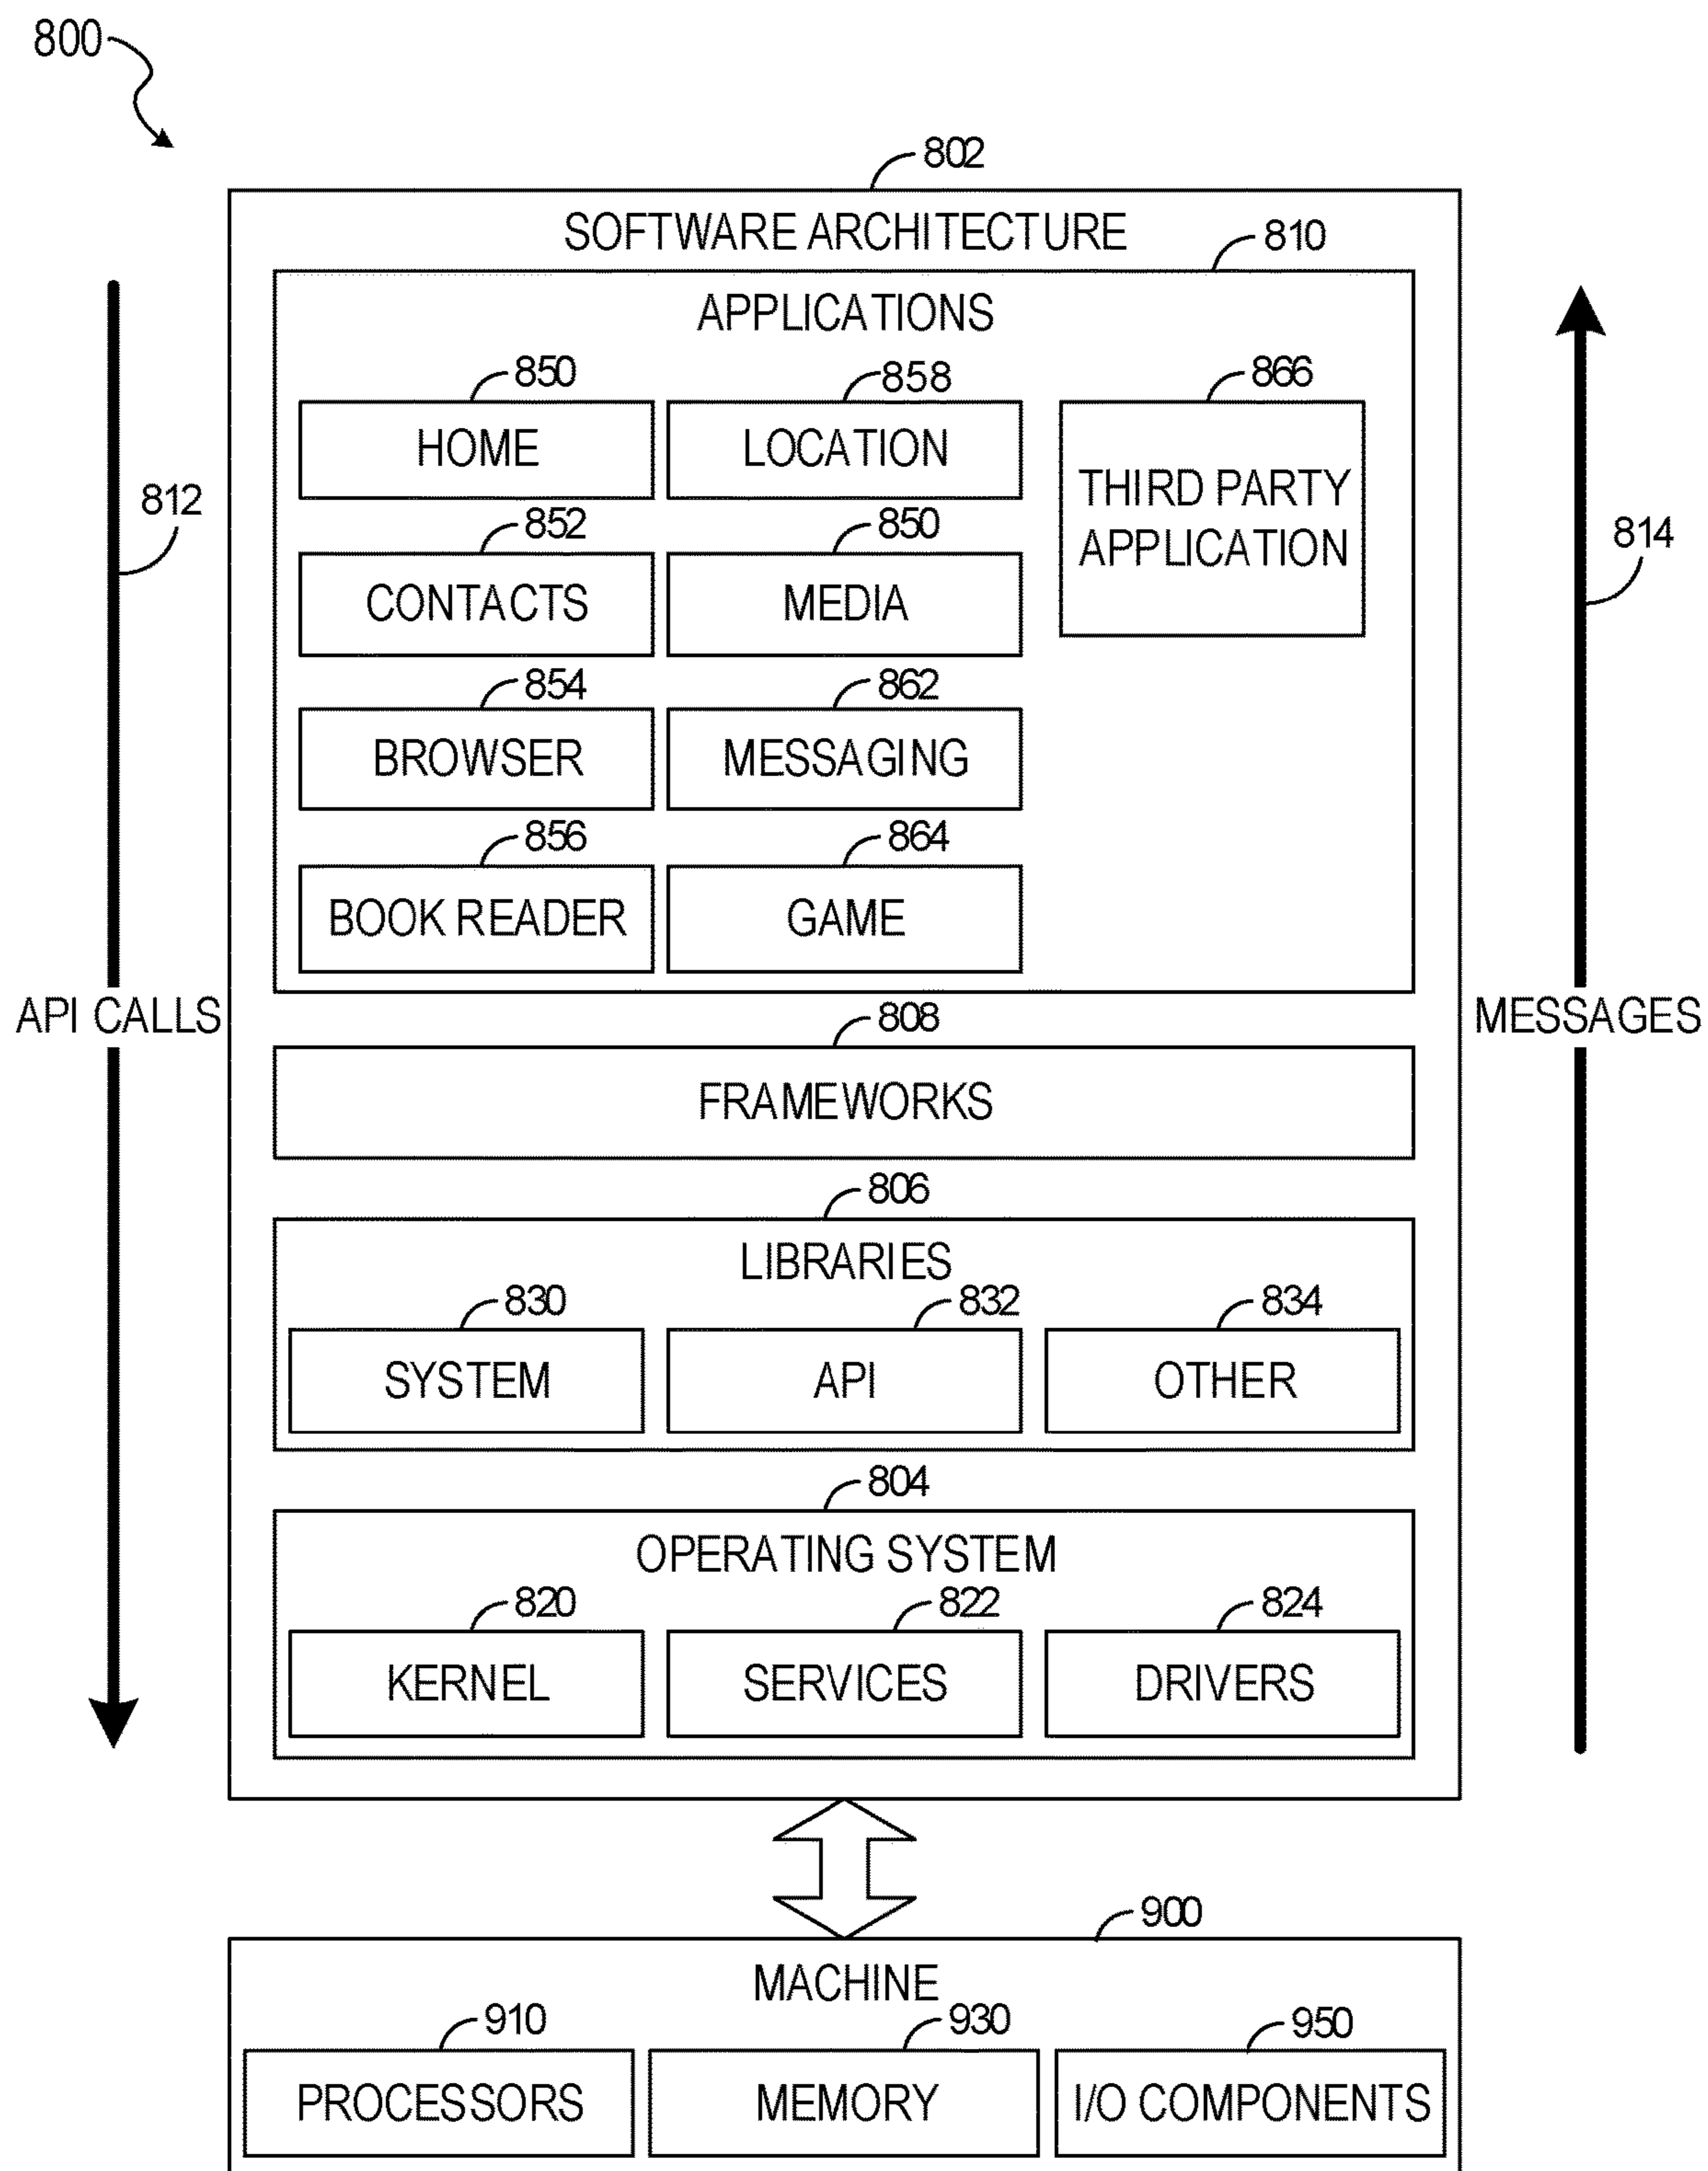 800
802
SOFTWARE ARCHITECTURE
810
APPLICATIONS
850
858
866
HOME
LOCATION
THIRD PARTY
APPLICATION
812
814
852
850
CONTACTS
MEDIA
854
862
BROWSER
MESSAGING
856
864
BOOK READER
GAME
API CALLS
MESSAGES
808
FRAMEWORKS
806
LIBRARIES
830
832
834
SYSTEM
API
OTHER
804
OPERATING SYSTEM
820
822
824
KERNEL
SERVICES
DRIVERS
900
MACHINE
910
930
950
PROCESSORS
MEMORY
I/O COMPONENTS